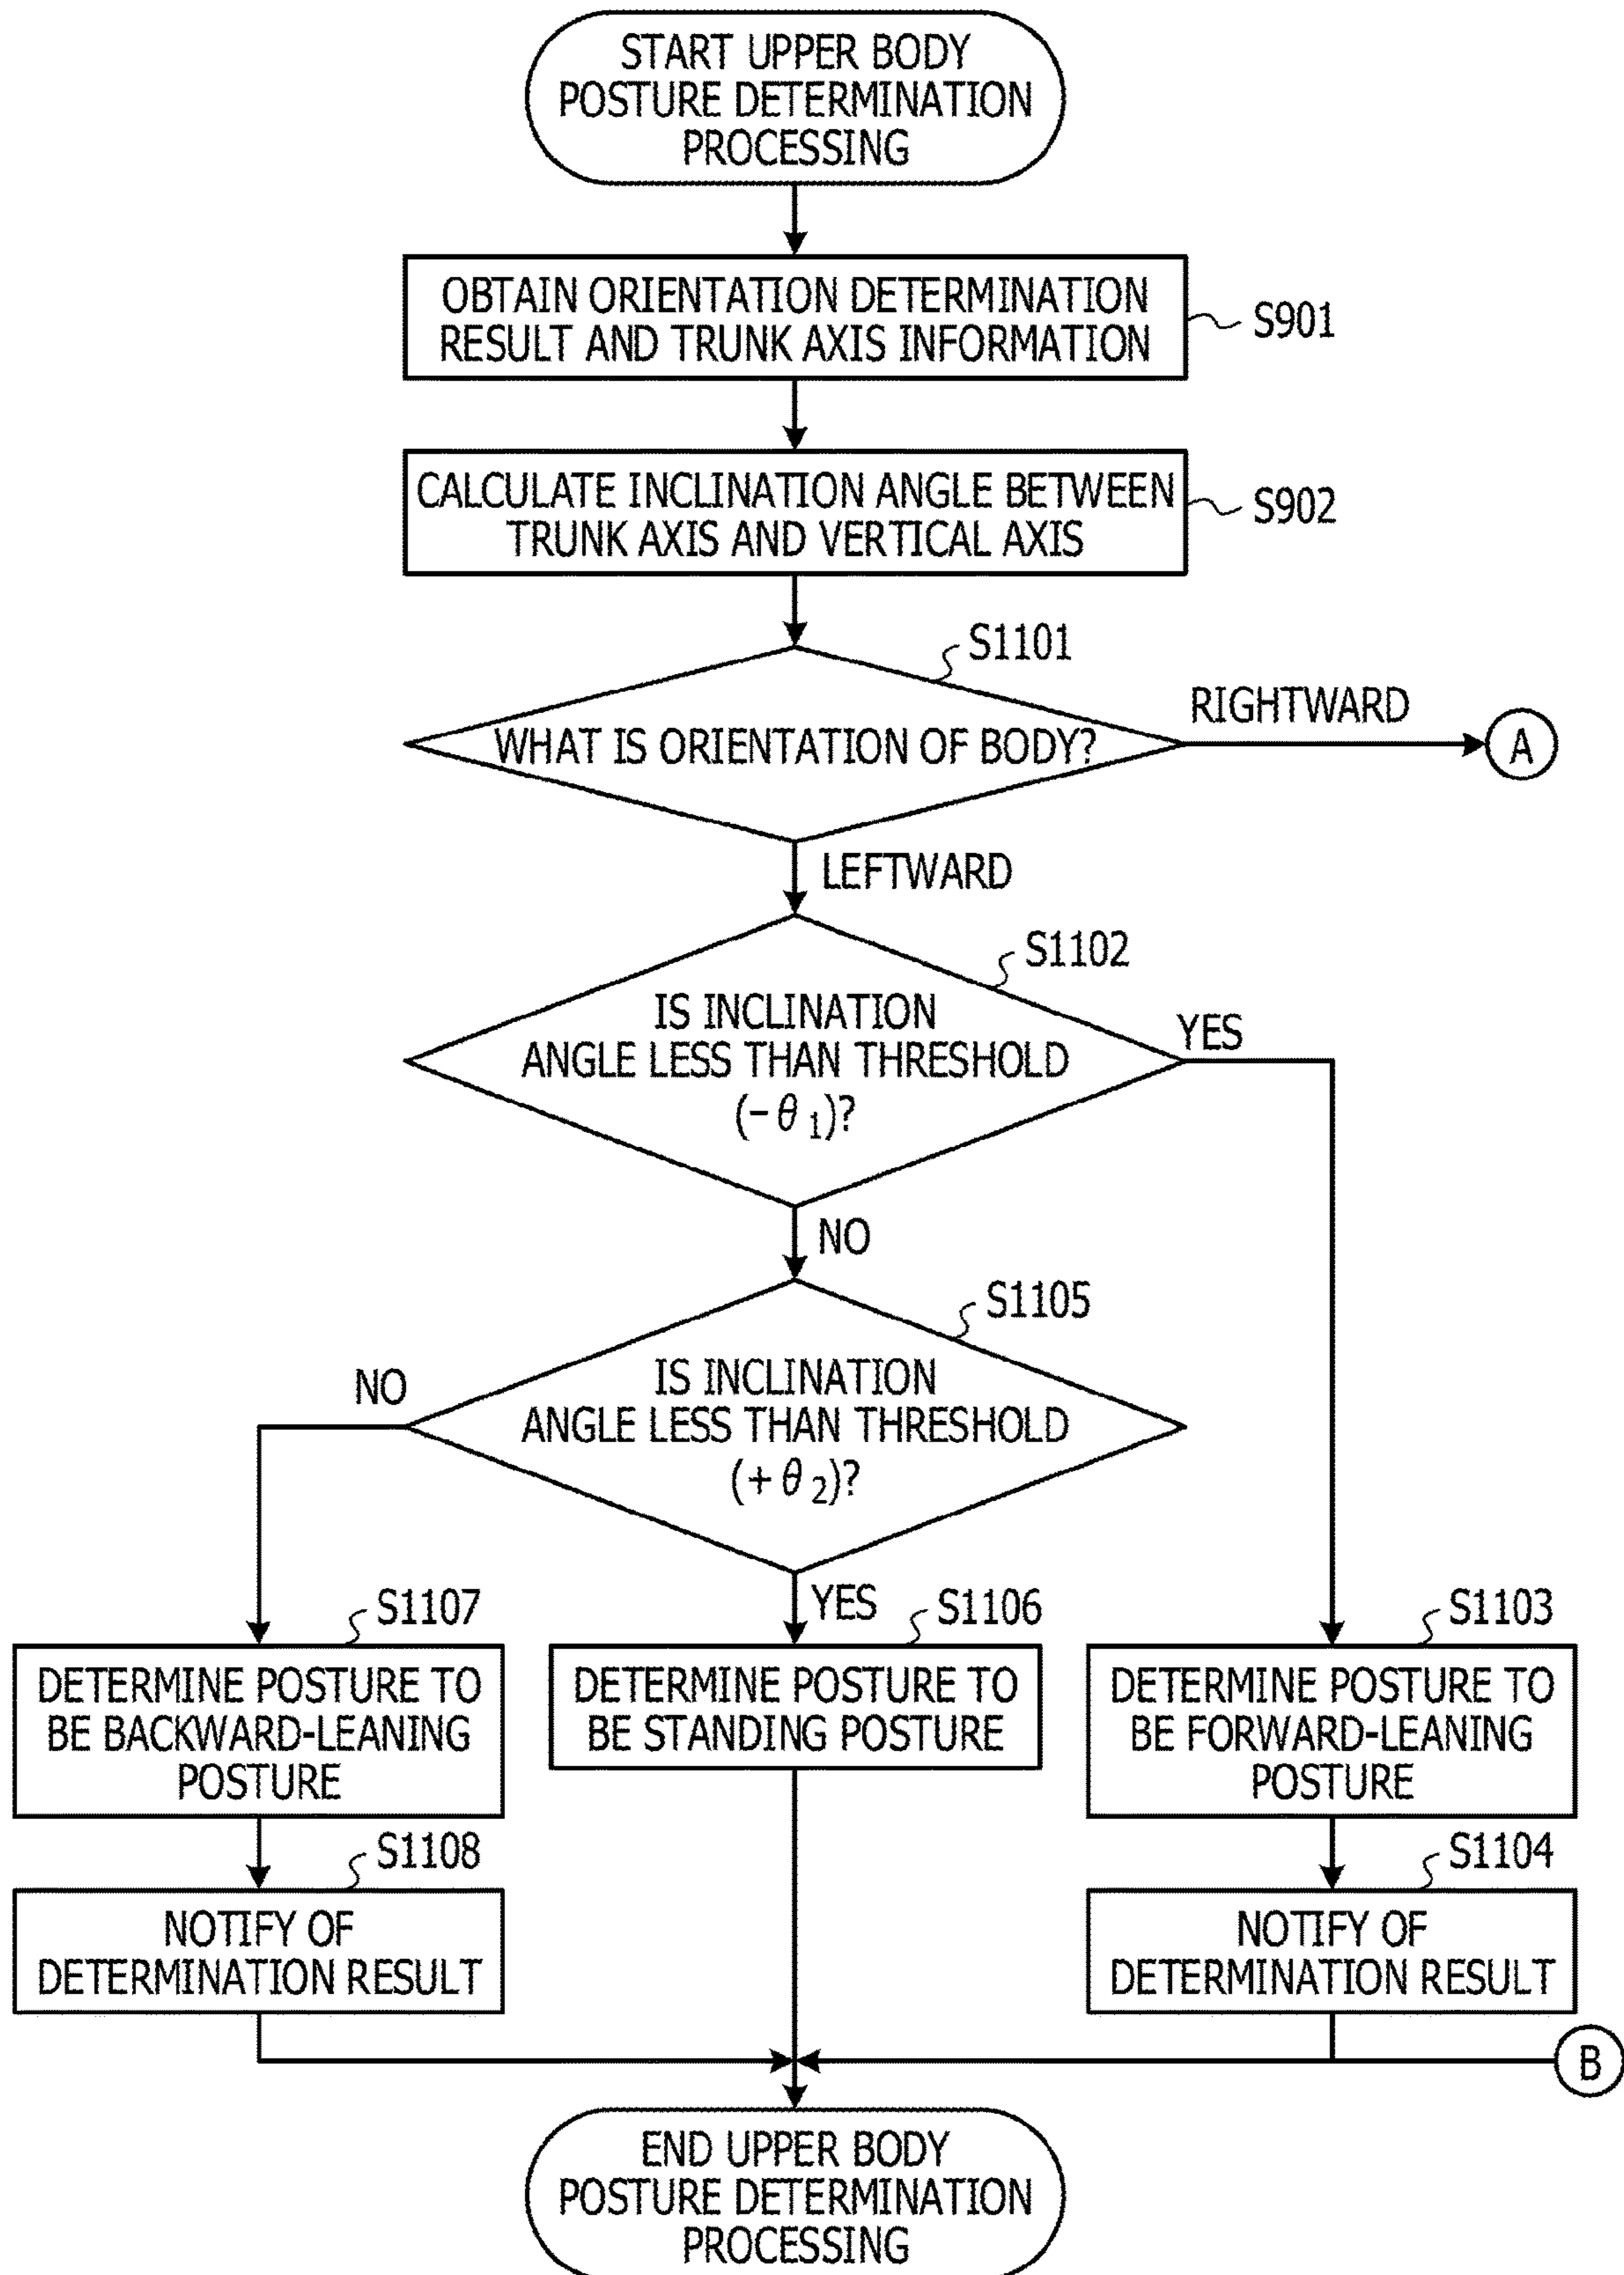 START UPPER BODY
POSTURE DETERMINATION
PROCESSING
OBTAIN ORIENTATION DETERMINATION
RESULT AND TRUNK AXIS INFORMATION
S901
CALCULATE INCLINATION ANGLE BETWEEN
TRUNK AXIS AND VERTICAL AXIS
S902
S1101
WHAT IS ORIENTATION OF BODY?
RIGHTWARD
A
LEFTWARD
S1102
IS INCLINATION
ANGLE LESS THAN THRESHOLD
(−θ₁)?
YES
NO
S1105
IS INCLINATION
ANGLE LESS THAN THRESHOLD
(+θ₂)?
NO
YES
S1107
DETERMINE POSTURE TO
BE BACKWARD-LEANING
POSTURE
S1106
DETERMINE POSTURE TO
BE STANDING POSTURE
S1103
DETERMINE POSTURE TO
BE FORWARD-LEANING
POSTURE
S1108
NOTIFY OF
DETERMINATION RESULT
S1104
NOTIFY OF
DETERMINATION RESULT
B
END UPPER BODY
POSTURE DETERMINATION
PROCESSING